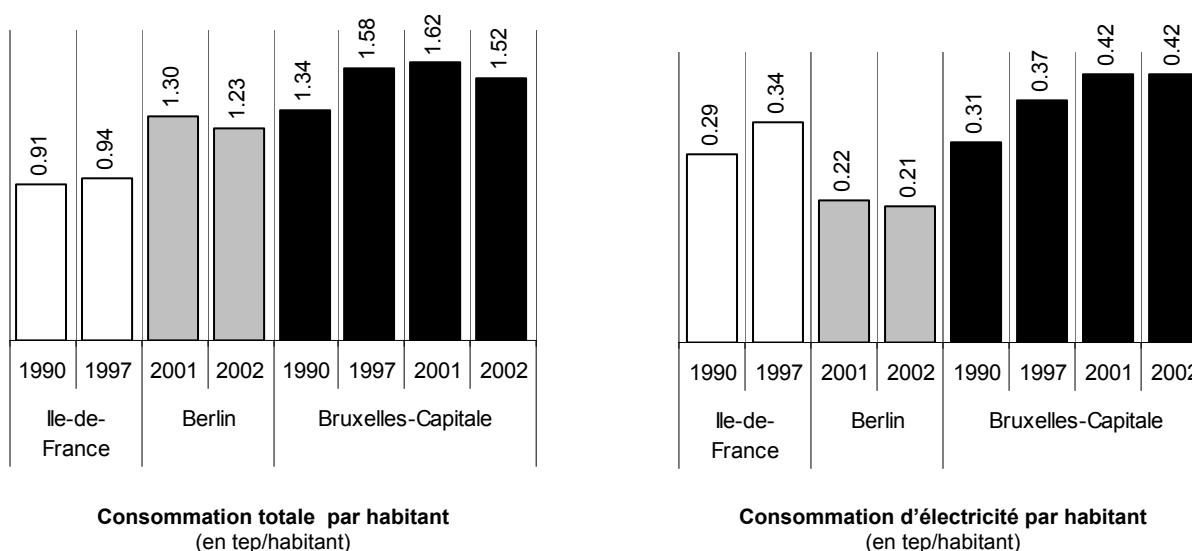 0.91
0.94
1.30
1.23
1.34
1.58
1.62
1.52
1990 1997 2001 2002 1990 1997 2001 2002
Ile-de-
France
Berlin
Bruxelles-Capitale
Consommation totale par habitant
(en tep/habitant)
0.29
0.34
0.22
0.21
0.31
0.37
0.42
0.42
1990 1997 2001 2002 1990 1997 2001 2002
Ile-de-
France
Berlin
Bruxelles-Capitale
Consommation d’électricité par habitant
(en tep/habitant)